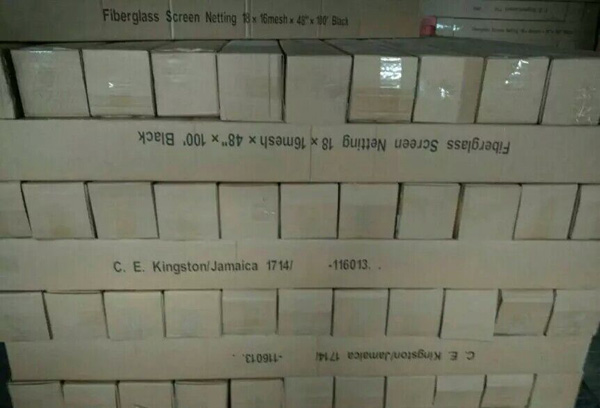 Fiberglass Screen Netting 18 x 16mesh x 48" x 100' Black
Fiberglass Screen Netting 18 x 16mesh x 48" x 100' Black
C. E. Kingston/Jamaica 1714/ -116013. .
C. E. Kingston/Jamaica 1714/ -116013. .